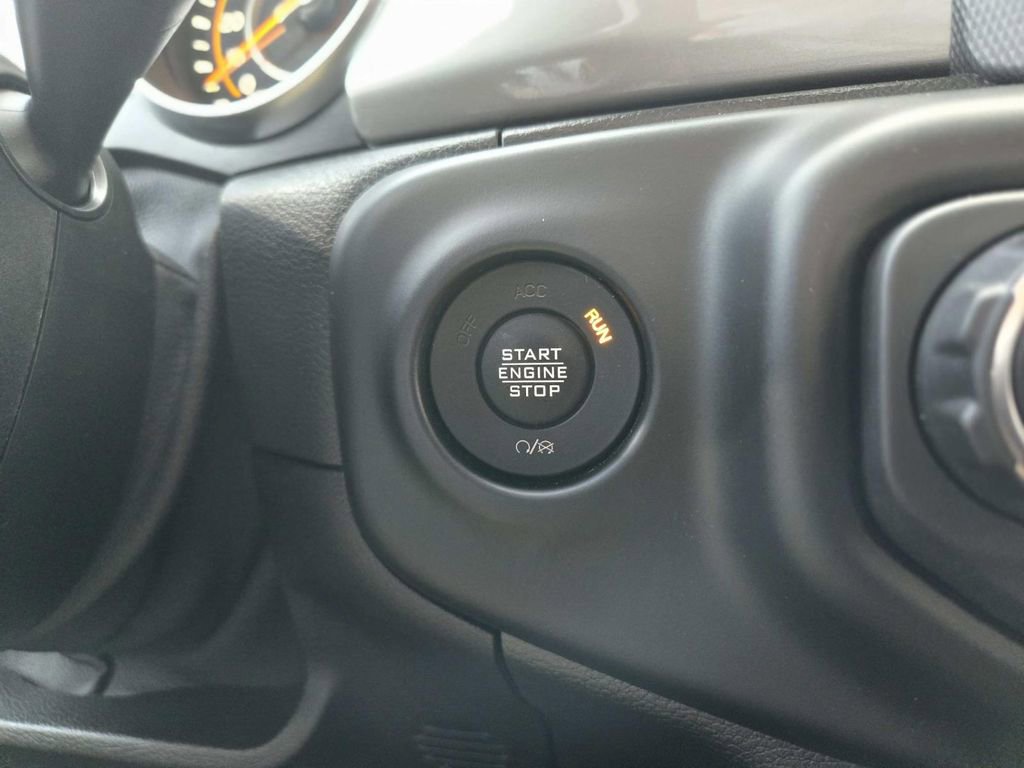 ACC
OFF
RUN
START
ENGINE
STOP